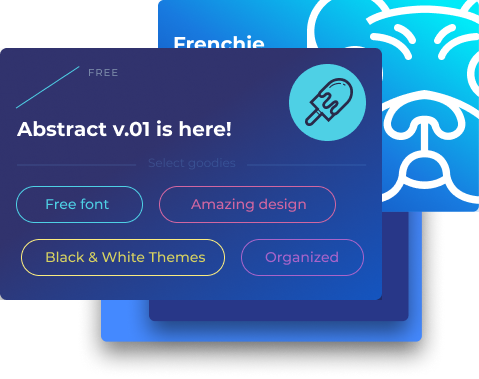 Frenchie
FREE
Abstract v.01 is here!
Select goodies
Free font
Amazing design
Black & White Themes
Organized